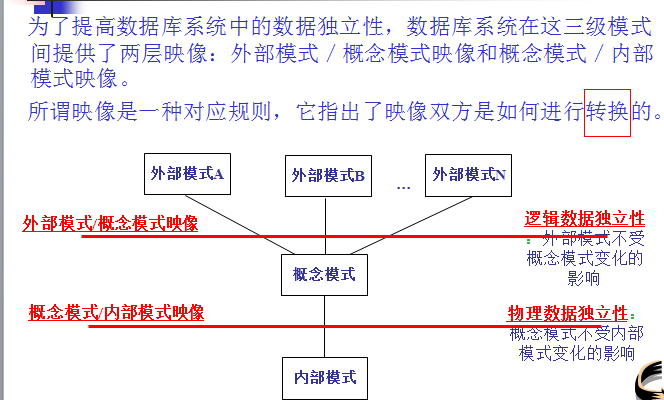 为了提高数据库系统中的数据独立性，数据库系统在这三级模式
间提供了两层映像：外部模式／概念模式映像和概念模式／内部
模式映像。
所谓映像是一种对应规则，它指出了映像双方是如何进行转换的。
外部模式A
外部模式B
…
外部模式N
外部模式/概念模式映像
逻辑数据独立性
：外部模式不受
概念模式变化的
影响
概念模式
概念模式/内部模式映像
物理数据独立性：
概念模式不受内部
模式变化的影响
内部模式